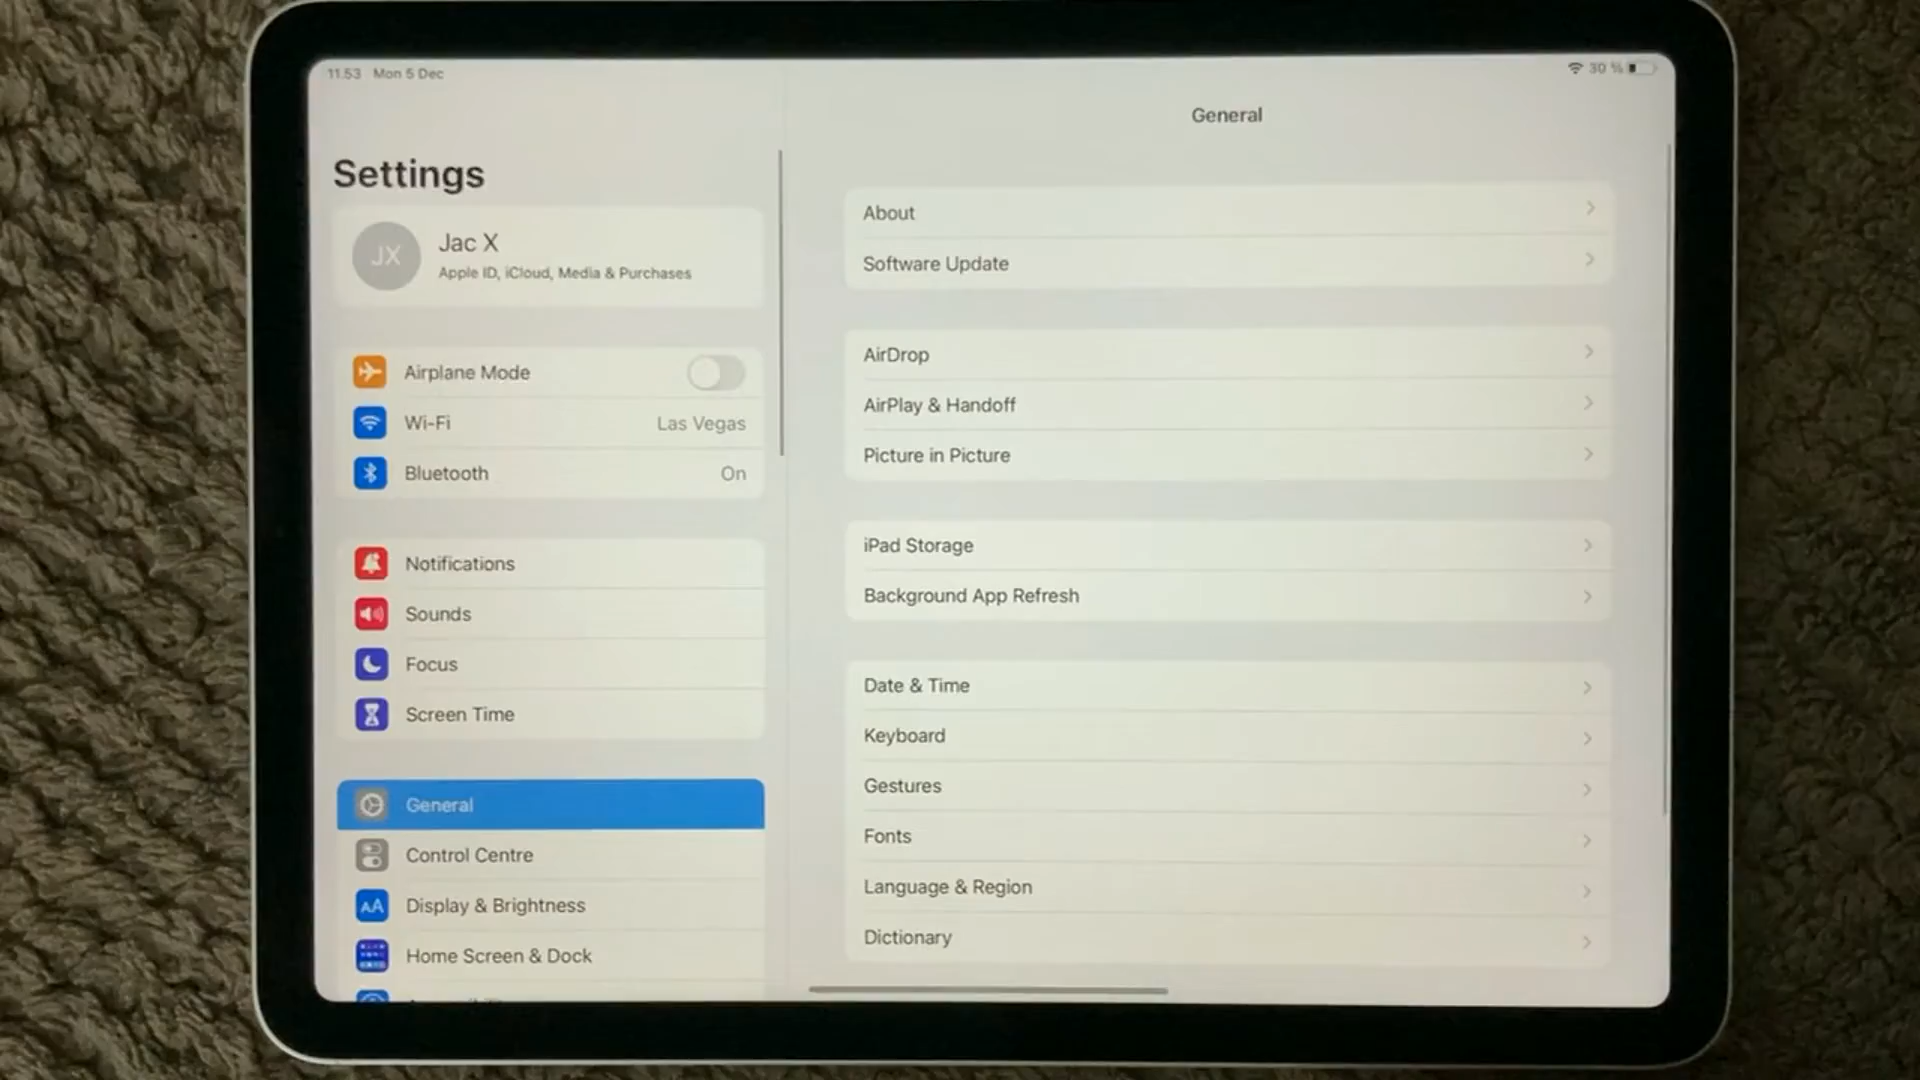 11.53 Mon 5 Dec
30 %
Settings
JX
Jac X
Apple ID, iCloud, Media & Purchases
Airplane Mode
Wi-Fi Las Vegas
Bluetooth On
Notifications
Sounds
Focus
Screen Time
General
Control Centre
AA Display & Brightness
Home Screen & Dock
General
About
Software Update
AirDrop
AirPlay & Handoff
Picture in Picture
iPad Storage
Background App Refresh
Date & Time
Keyboard
Gestures
Fonts
Language & Region
Dictionary